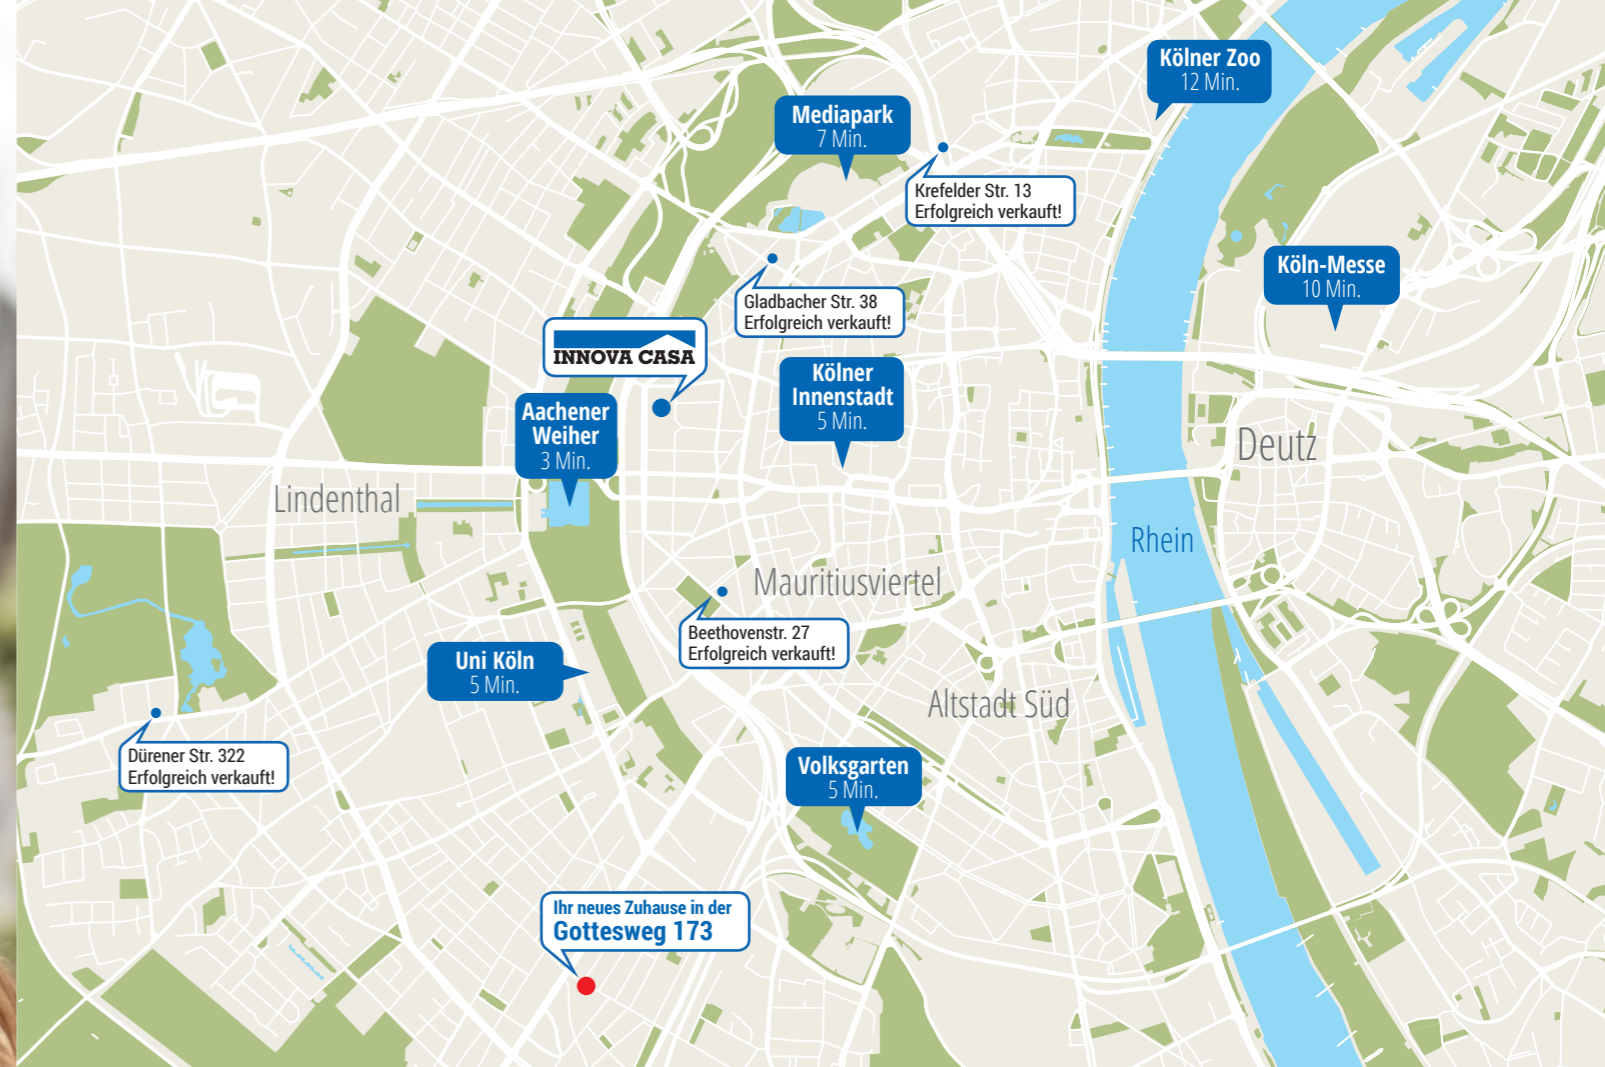 Kölner Zoo
12 Min.
Mediapark
7 Min.
Krefelder Str. 13
Erfolgreich verkauft!
Köln-Messe
10 Min.
Gladbacher Str. 38
Erfolgreich verkauft!
INNOVA CASA
Kölner
Innenstadt
5 Min.
Aachener
Weiher
3 Min.
Deutz
Lindenthal
Rhein
Mauritiusviertel
Beethovenstr. 27
Erfolgreich verkauft!
Uni Köln
5 Min.
Altstadt Süd
Dürener Str. 322
Erfolgreich verkauft!
Volksgarten
5 Min.
Ihr neues Zuhause in der
Gottesweg 173